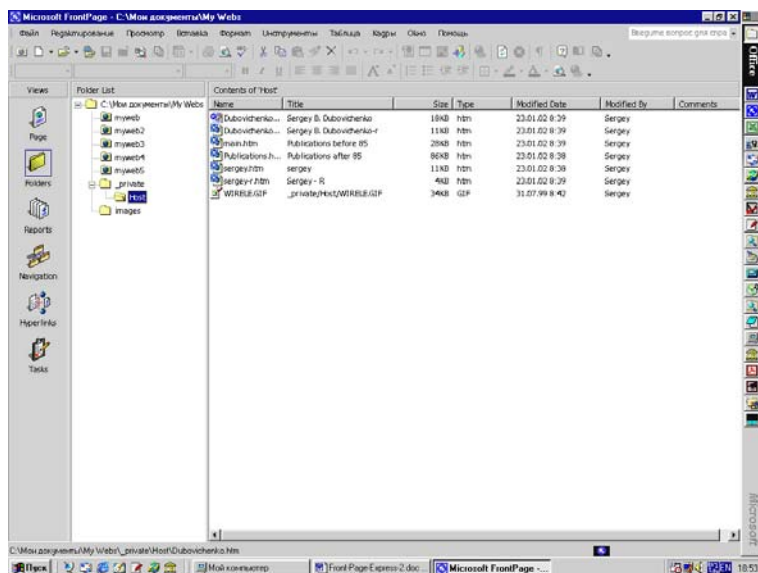 Microsoft FrontPage - C:\Мои документы\My Webs
Файл Редактирование Просмотр Вставка Формат Инструменты Таблица Кадры Окно Помощь
Введите вопрос для спра
Views
Page
Folders
Reports
Navigation
Hyperlinks
Tasks
Folder List
C:\Мои документы\My Webs
myweb
myweb2
myweb3
myweb4
myweb5
_private
Host
images
Contents of 'Host'
Name Title Size Type Modified Date Modified By Comments
Dubovichenko... Sergey B. Dubovichenko 18KB htm 23.01.02 8:39 Sergey
Dubovichenko... Sergey B. Dubovichenko-r 11KB htm 23.01.02 8:39 Sergey
main.htm Publications before 85 28KB htm 23.01.02 8:39 Sergey
Publications.h... Publications after 85 86KB htm 23.01.02 8:38 Sergey
sergey.htm sergey 11KB htm 23.01.02 8:38 Sergey
sergey-r.htm Sergey - R 4KB htm 23.01.02 8:39 Sergey
WIRELE.GIF _private/Host/WIRELE.GIF 34KB GIF 31.07.99 8:42 Sergey
Office
Microsoft
C:\Мои документы\My Webs\_private\Host\Dubovichenko.htm
Пуск
Мой компьютер
Front-Page-Express-2.doc ...
Microsoft FrontPage -...
EN 18:53